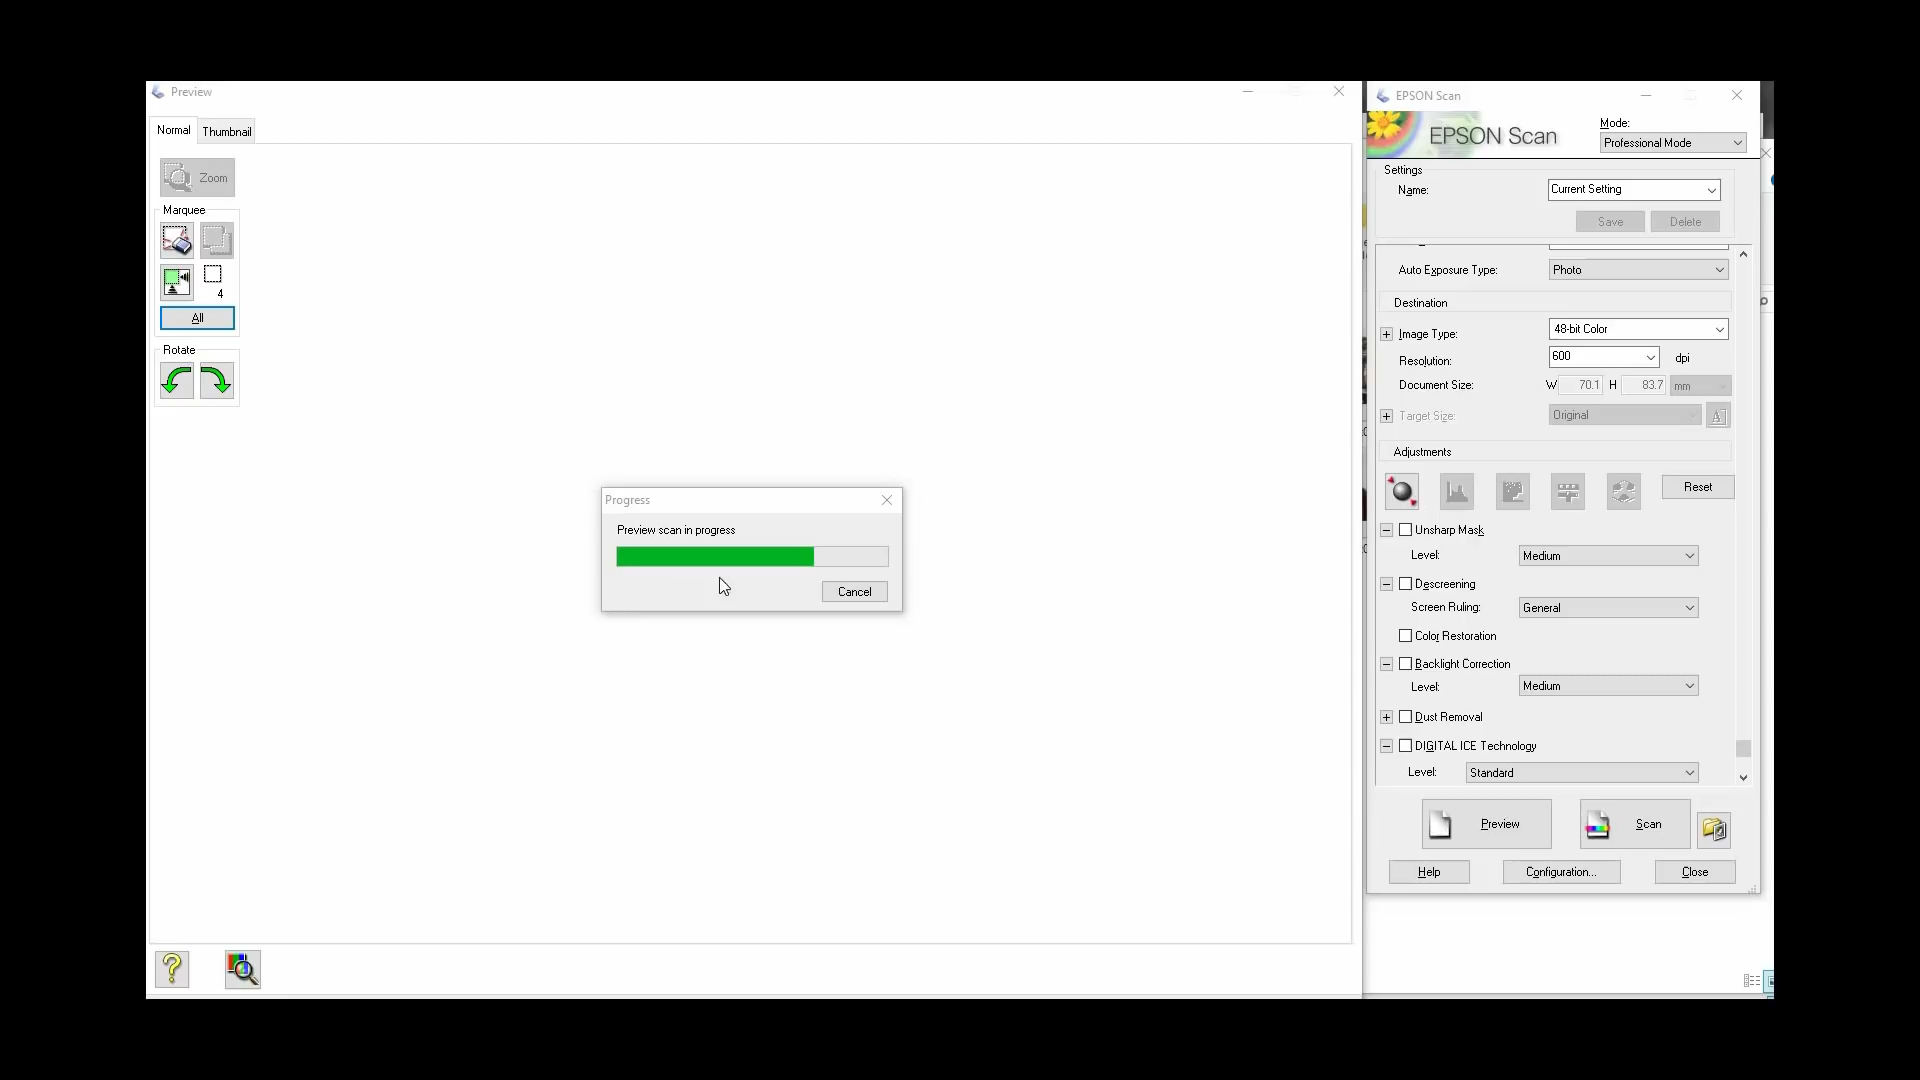 Preview
Normal
Thumbnail
Zoom
Marquee
4
All
Rotate
Progress
Preview scan in progress
Cancel
EPSON Scan
EPSON Scan
Mode:
Professional Mode
Settings
Name:
Current Setting
Save
Delete
Auto Exposure Type:
Photo
Destination
Image Type:
48-bit Color
Resolution:
600
dpi
Document Size:
W 70.1 H 83.7 mm
Target Size:
Original
Adjustments
Reset
Unsharp Mask
Level:
Medium
Descreening
Screen Ruling:
General
Color Restoration
Backlight Correction
Level:
Medium
Dust Removal
DIGITAL ICE Technology
Level:
Standard
Preview
Scan
Help
Configuration...
Close